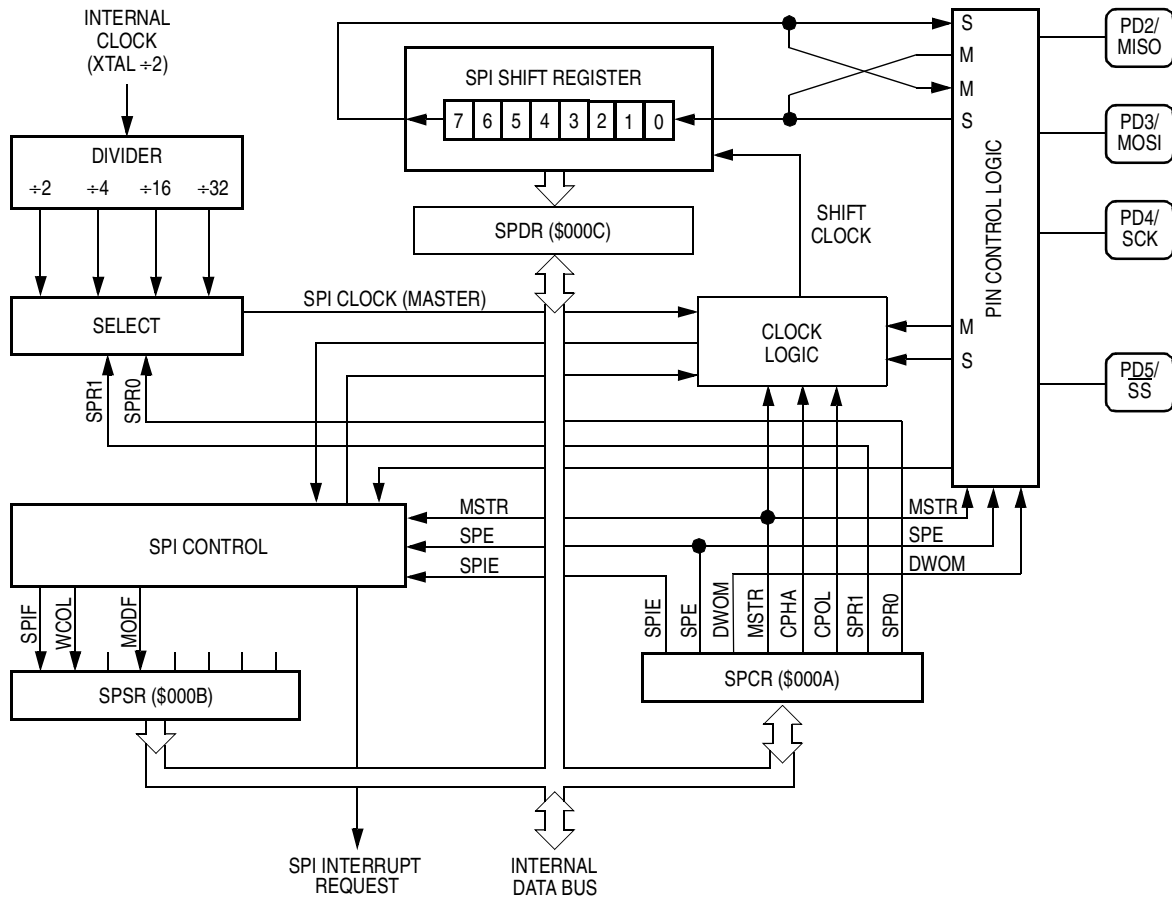 INTERNAL
CLOCK
(XTAL ÷2)
DIVIDER
÷2 ÷4 ÷16 ÷32
SELECT
SPR1
SPR0
SPI CLOCK (MASTER)
SPI SHIFT REGISTER
7 6 5 4 3 2 1 0
SPDR ($000C)
SHIFT
CLOCK
CLOCK
LOGIC
S
M
M
S
M
S
PIN CONTROL LOGIC
PD2/
MISO
PD3/
MOSI
PD4/
SCK
PD5/
SS
SPI CONTROL
MSTR
SPE
SPIE
MSTR
SPE
DWOM
SPIF
WCOL
MODF
SPSR ($000B)
SPIE
SPE
DWOM
MSTR
CPHA
CPOL
SPR1
SPR0
SPCR ($000A)
SPI INTERRUPT
REQUEST
INTERNAL
DATA BUS